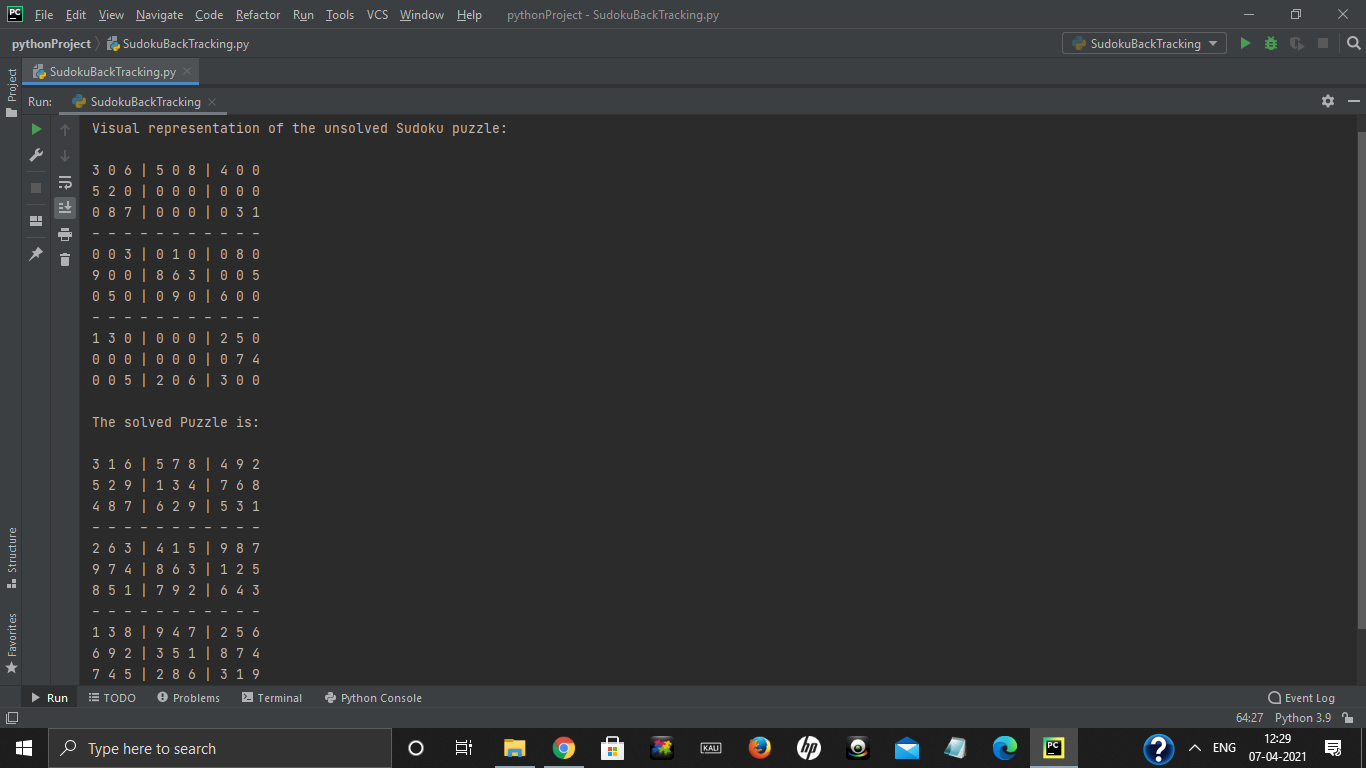 PC File Edit View Navigate Code Refactor Run Tools VCS Window Help pythonProject - SudokuBackTracking.py
pythonProject SudokuBackTracking.py SudokuBackTracking
Project
SudokuBackTracking.py
Run: SudokuBackTracking
Visual representation of the unsolved Sudoku puzzle:
3 0 6 | 5 0 8 | 4 0 0
5 2 0 | 0 0 0 | 0 0 0
0 8 7 | 0 0 0 | 0 3 1
- - - - - - - - - - -
0 0 3 | 0 1 0 | 0 8 0
9 0 0 | 8 6 3 | 0 0 5
0 5 0 | 0 9 0 | 6 0 0
- - - - - - - - - - -
1 3 0 | 0 0 0 | 2 5 0
0 0 0 | 0 0 0 | 0 7 4
0 0 5 | 2 0 6 | 3 0 0
The solved Puzzle is:
3 1 6 | 5 7 8 | 4 9 2
5 2 9 | 1 3 4 | 7 6 8
4 8 7 | 6 2 9 | 5 3 1
- - - - - - - - - - -
2 6 3 | 4 1 5 | 9 8 7
9 7 4 | 8 6 3 | 1 2 5
8 5 1 | 7 9 2 | 6 4 3
- - - - - - - - - - -
1 3 8 | 9 4 7 | 2 5 6
6 9 2 | 3 5 1 | 8 7 4
7 4 5 | 2 8 6 | 3 1 9
Structure
Favorites
Run TODO Problems Terminal Python Console Event Log
64:27 Python 3.9
Type here to search KALI hp PC ? ENG 12:29
07-04-2021